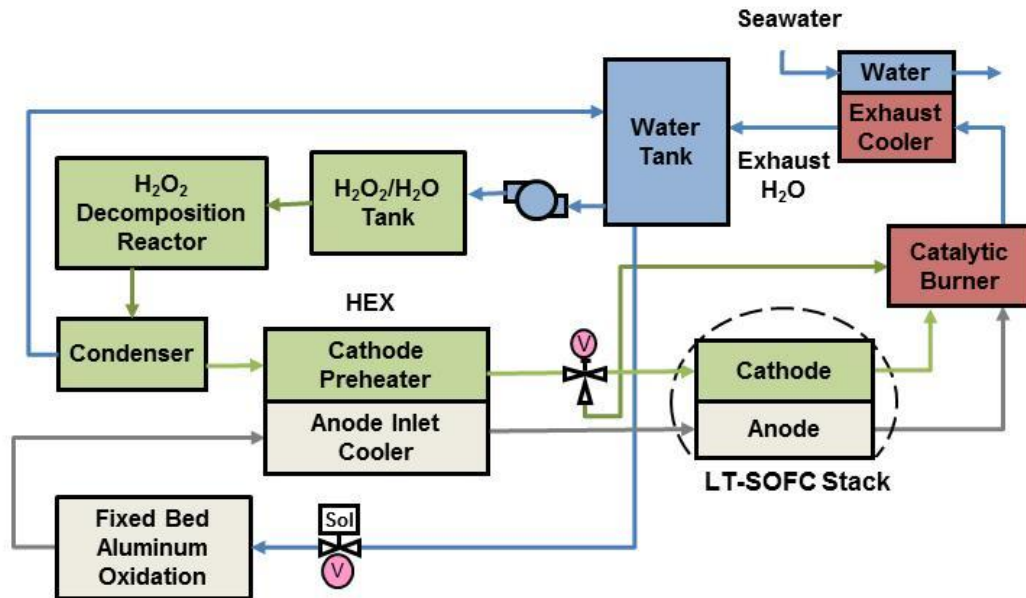 Seawater
Water
Exhaust
Cooler
Water
Tank
Exhaust
H₂O
H₂O₂
Decomposition
Reactor
H₂O₂/H₂O
Tank
Catalytic
Burner
HEX
Condenser
Cathode
Preheater
V
Cathode
Anode Inlet
Cooler
Anode
LT-SOFC Stack
Fixed Bed
Aluminum
Oxidation
Sol
V